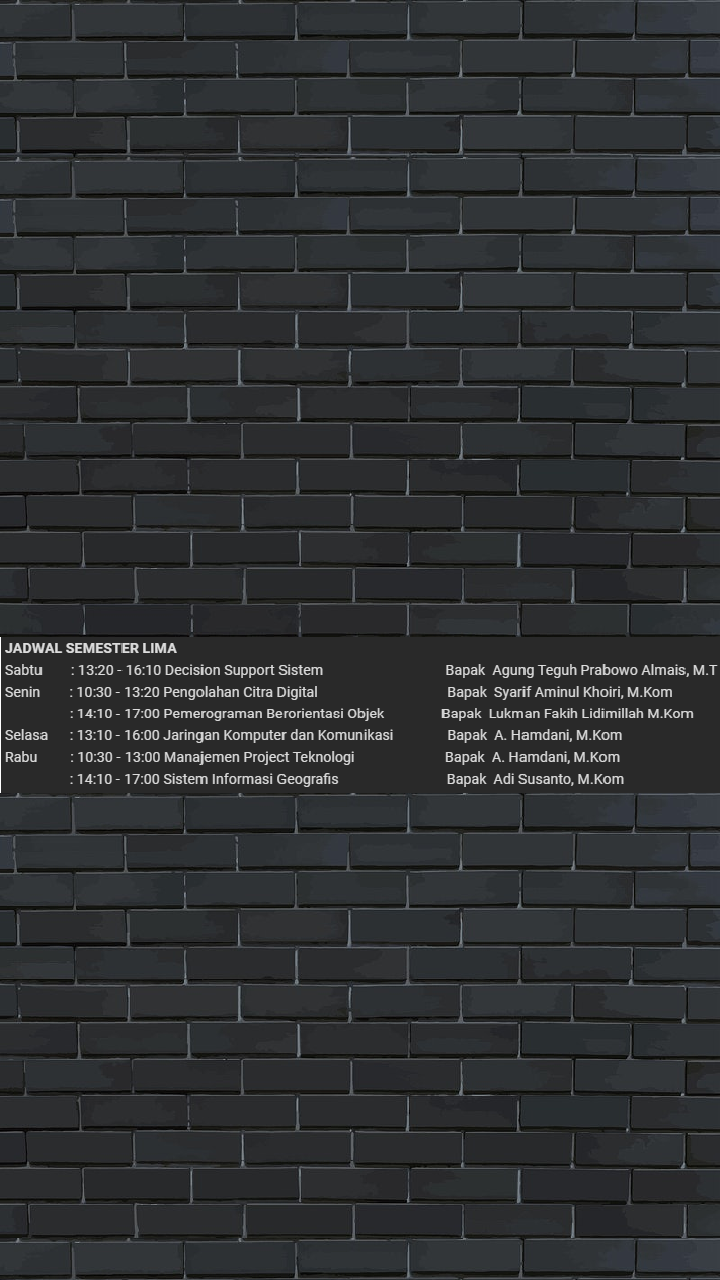 JADWAL SEMESTER LIMA
Sabtu : 13:20 - 16:10 Decision Support Sistem Bapak Agung Teguh Prabowo Almais, M.T
Senin : 10:30 - 13:20 Pengolahan Citra Digital Bapak Syarif Aminul Khoiri, M.Kom
: 14:10 - 17:00 Pemerograman Berorientasi Objek Bapak Lukman Fakih Lidimillah M.Kom
Selasa : 13:10 - 16:00 Jaringan Komputer dan Komunikasi Bapak A. Hamdani, M.Kom
Rabu : 10:30 - 13:00 Manajemen Project Teknologi Bapak A. Hamdani, M.Kom
: 14:10 - 17:00 Sistem Informasi Geografis Bapak Adi Susanto, M.Kom